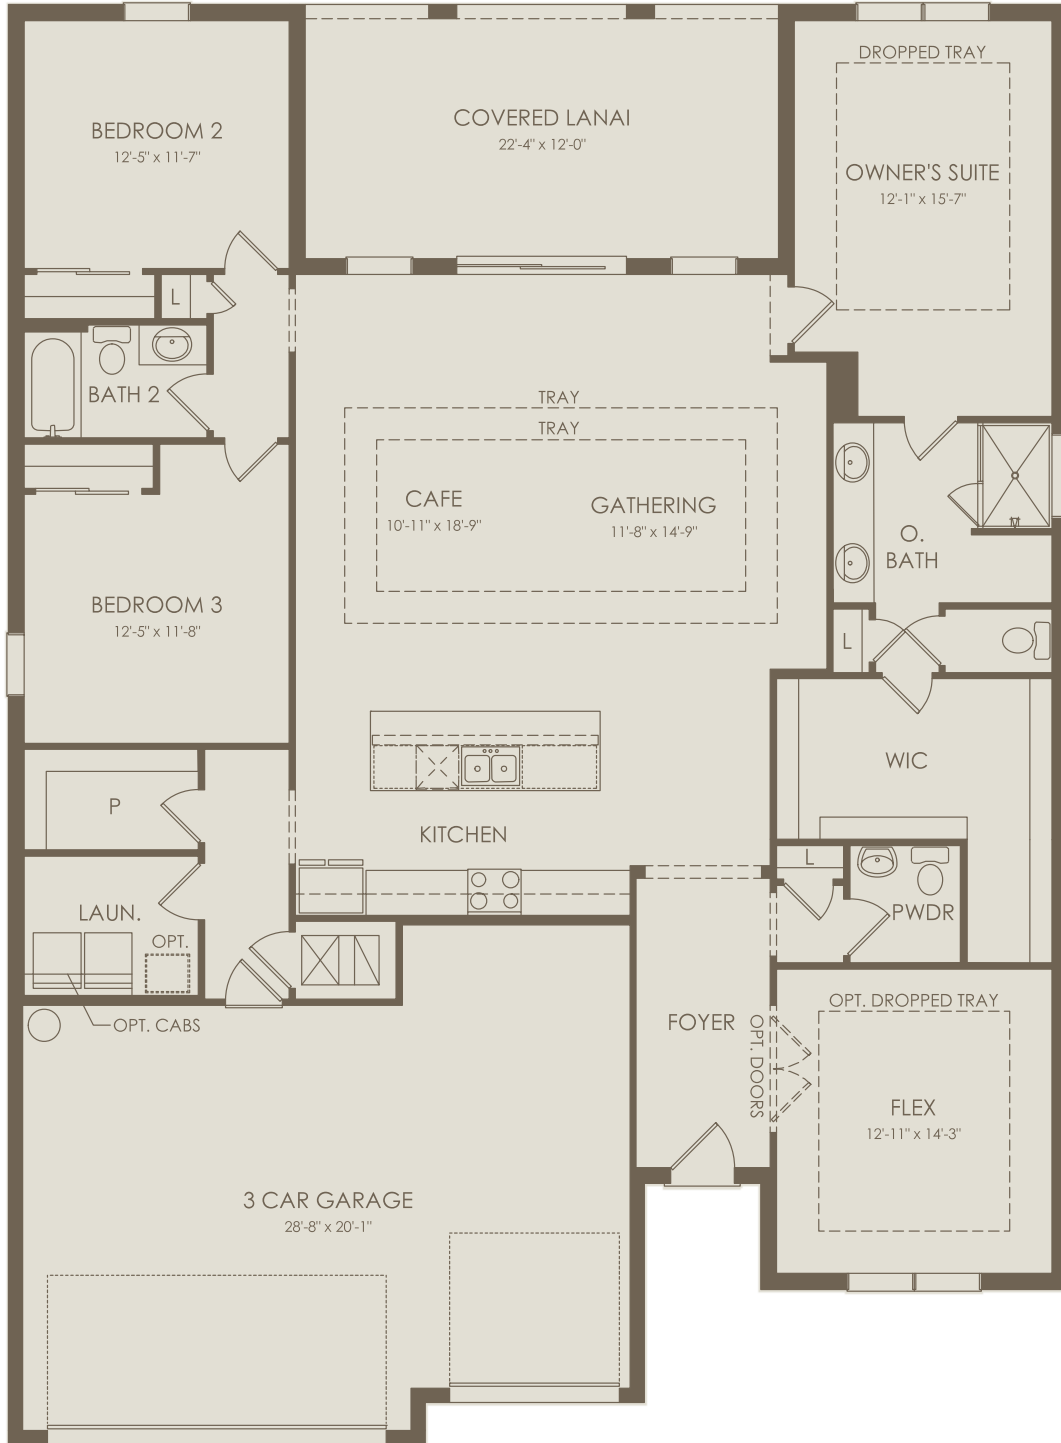 DROPPED TRAY
BEDROOM 2
12'-5" x 11'-7"
COVERED LANAI
22'-4" x 12'-0"
OWNER'S SUITE
12'-1" x 15'-7"
L
BATH 2
TRAY
TRAY
CAFE
10'-11" x 18'-9"
GATHERING
11'-8" x 14'-9"
O.
BATH
BEDROOM 3
12'-5" x 11'-8"
L
WIC
P
KITCHEN
L
LAUN.
OPT.
PWDR
OPT. CABS
FOYER
OPT. DOORS
OPT. DROPPED TRAY
FLEX
12'-11" x 14'-3"
3 CAR GARAGE
28'-8" x 20'-1"